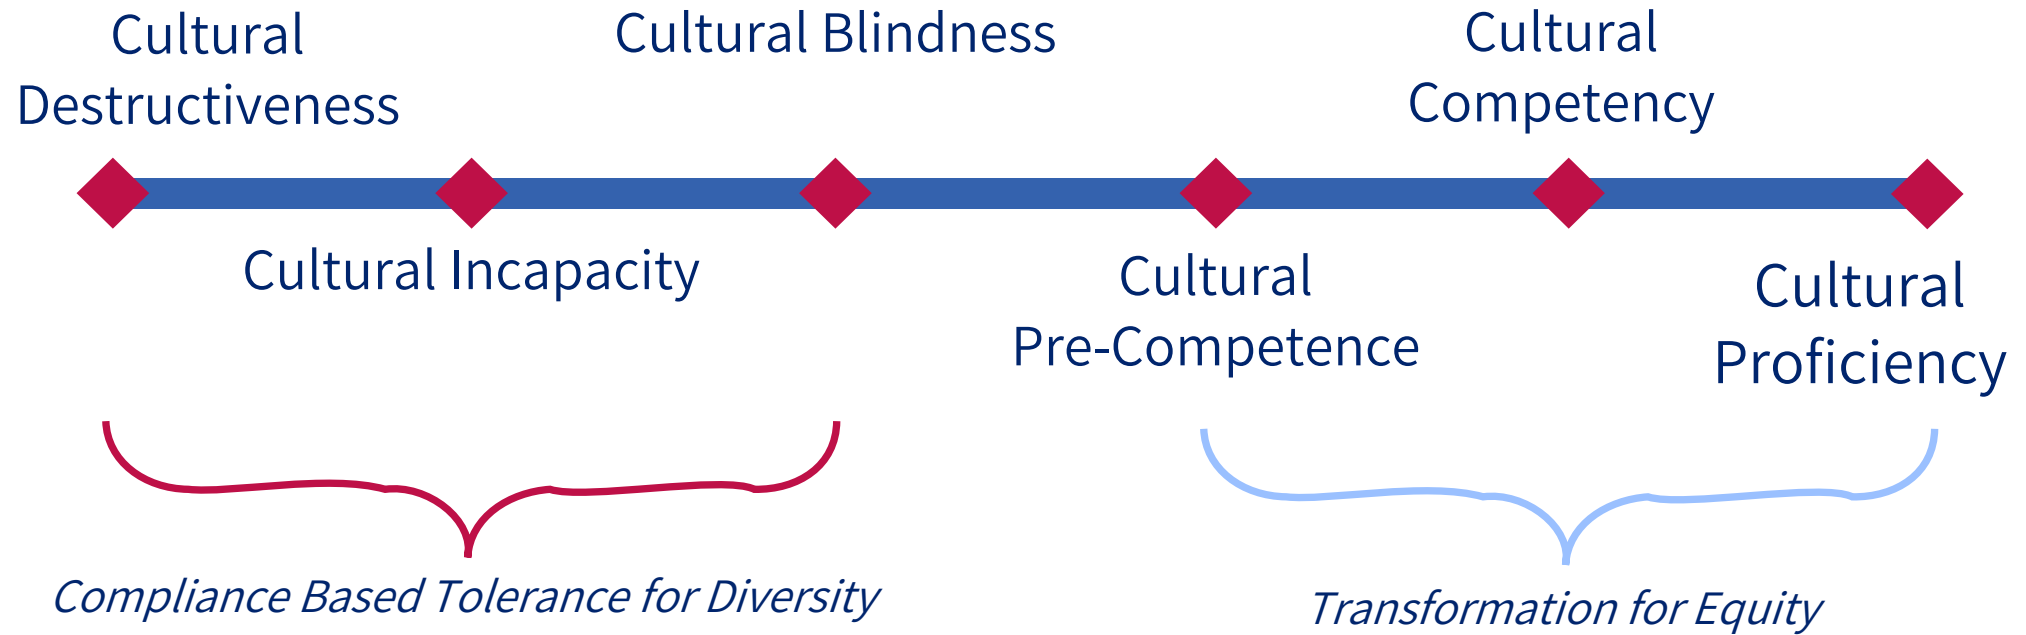 Cultural
Destructiveness
Cultural Blindness
Cultural
Competency
Cultural Incapacity
Cultural
Pre-Competence
Cultural
Proficiency
Compliance Based Tolerance for Diversity
Transformation for Equity